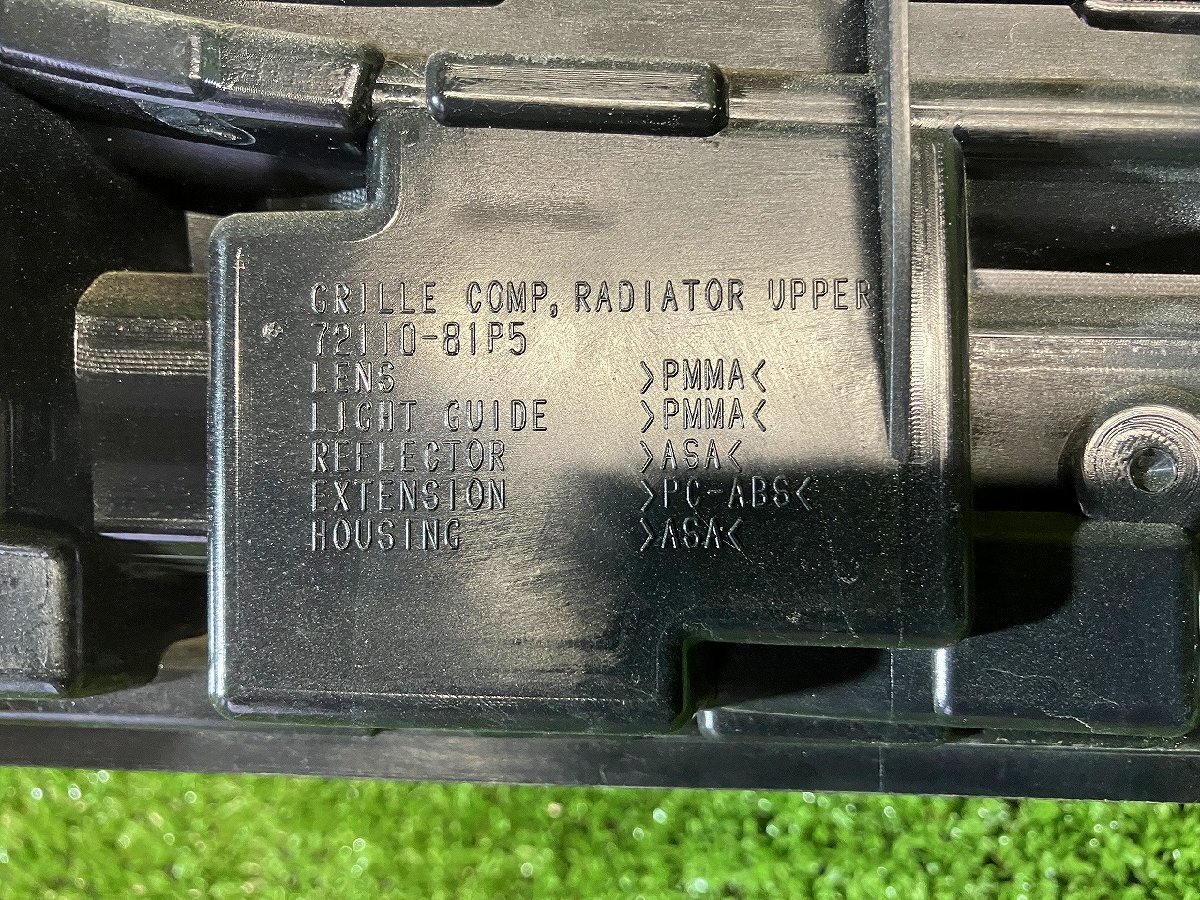 GRILLE COMP, RADIATOR UPPER
72110-81P5
LENS >PMMA<
LIGHT GUIDE >PMMA<
REFLECTOR >ASA<
EXTENSION >PC-ABS<
HOUSING >ASA<